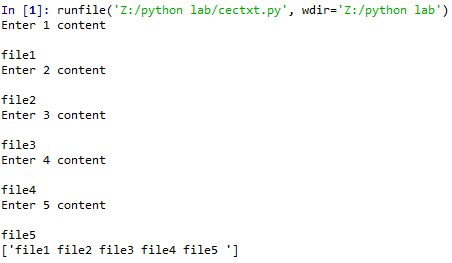 In [1]: runfile('Z:/python lab/cectxt.py', wdir='Z:/python lab')
Enter 1 content
file1
Enter 2 content
file2
Enter 3 content
file3
Enter 4 content
file4
Enter 5 content
file5
['file1 file2 file3 file4 file5 ']